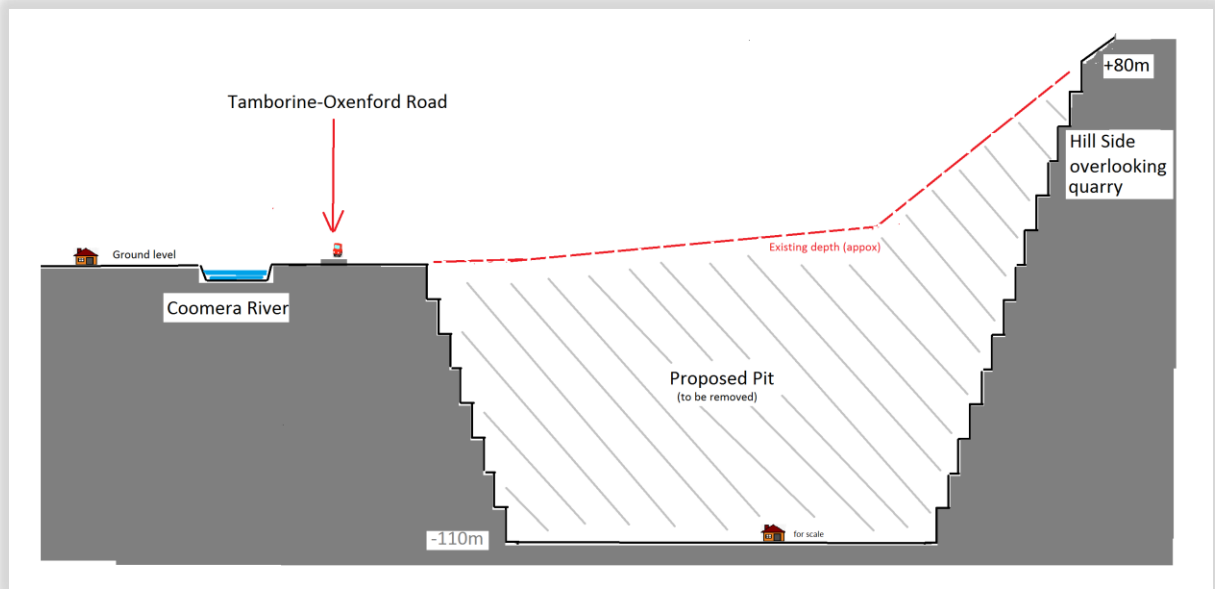 +80m
Tamborine-Oxenford Road
Hill Side
overlooking
quarry
Existing depth (appox)
Ground level
Coomera River
Proposed Pit
(to be removed)
-110m
for scale